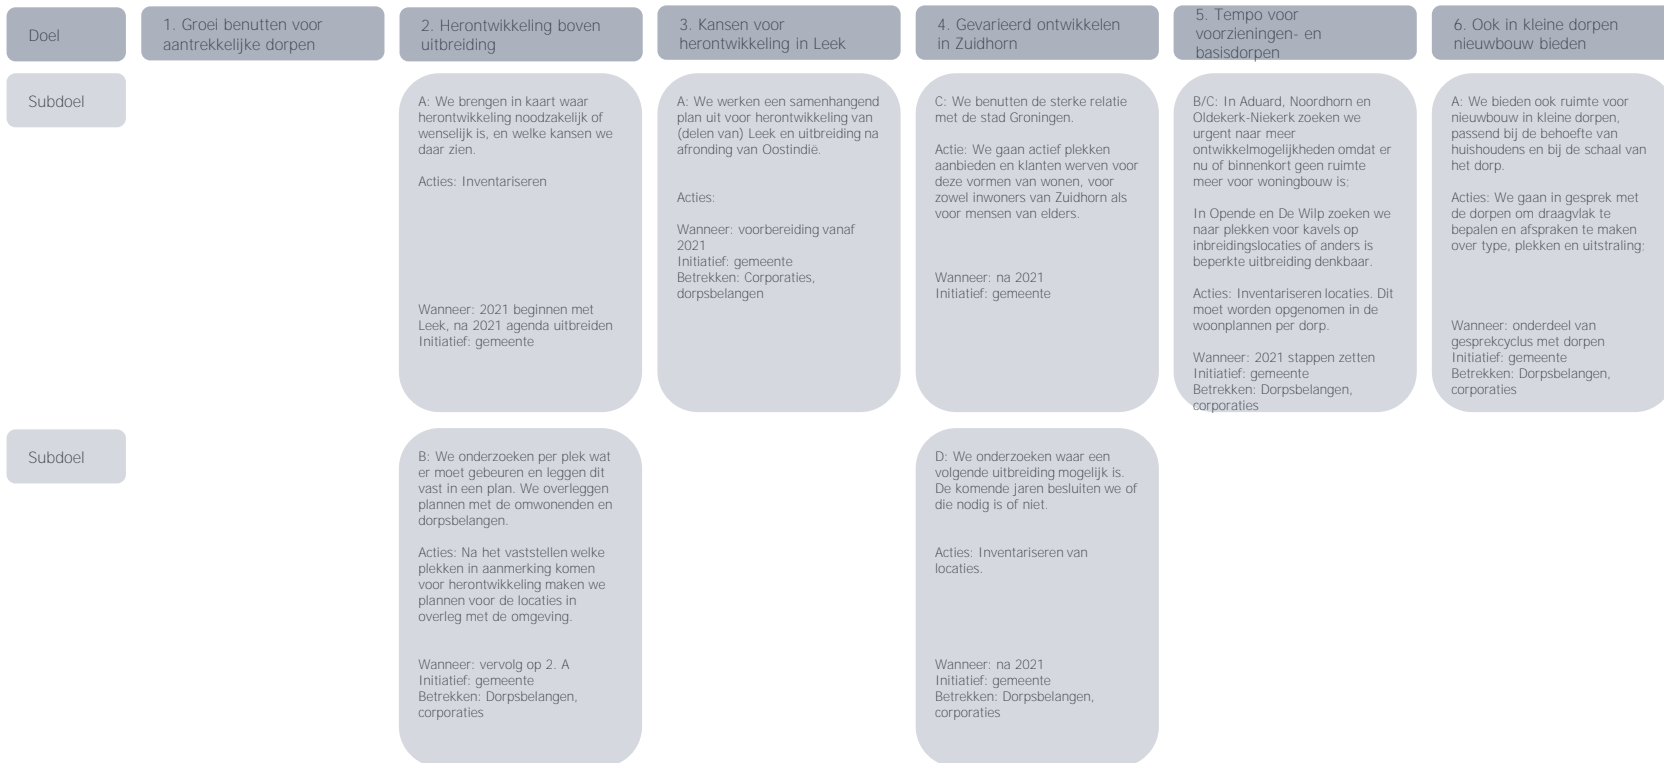 Doel
1. Groei benutten voor
aantrekkelijke dorpen
2. Herontwikkeling boven
uitbreiding
3. Kansen voor
herontwikkeling in Leek
4. Gevarieerd ontwikkelen
in Zuidhorn
5. Tempo voor
voorzieningen- en
basisdorpen
6. Ook in kleine dorpen
nieuwbouw bieden
Subdoel
A: We brengen in kaart waar
herontwikkeling noodzakelijk of
wenselijk is, en welke kansen we
daar zien.
Acties: Inventariseren
Wanneer: 2021 beginnen met
Leek, na 2021 agenda uitbreiden
Initiatief: gemeente
A: We werken een samenhangend
plan uit voor herontwikkeling van
(delen van) Leek en uitbreiding na
afronding van Oostindië.
Acties:
Wanneer: voorbereiding vanaf
2021
Initiatief: gemeente
Betrekken: Corporaties,
dorpsbelangen
C: We benutten de sterke relatie
met de stad Groningen.
Actie: We gaan actief plekken
aanbieden en klanten werven voor
deze vormen van wonen, voor
zowel inwoners van Zuidhorn als
voor mensen van elders.
Wanneer: na 2021
Initiatief: gemeente
B/C: In Aduard, Noordhorn en
Oldekerk-Niekerk zoeken we
urgent naar meer
ontwikkelmogelijkheden omdat er
nu of binnenkort geen ruimte
meer voor woningbouw is;
In Opende en De Wilp zoeken we
naar plekken voor kavels op
inbreidingslocaties of anders is
beperkte uitbreiding denkbaar.
Acties: Inventariseren locaties. Dit
moet worden opgenomen in de
woonplannen per dorp.
Wanneer: 2021 stappen zetten
Initiatief: gemeente
Betrekken: Dorpsbelangen,
corporaties
A: We bieden ook ruimte voor
nieuwbouw in kleine dorpen,
passend bij de behoefte van
huishoudens en bij de schaal van
het dorp.
Acties: We gaan in gesprek met
de dorpen om draagvlak te
bepalen en afspraken te maken
over type, plekken en uitstraling;
Wanneer: onderdeel van
gesprekcyclus met dorpen
Initiatief: gemeente
Betrekken: Dorpsbelangen,
corporaties
Subdoel
B: We onderzoeken per plek wat
er moet gebeuren en leggen dit
vast in een plan. We overleggen
plannen met de omwonenden en
dorpsbelangen.
Acties: Na het vaststellen welke
plekken in aanmerking komen
voor herontwikkeling maken we
plannen voor de locaties in
overleg met de omgeving.
Wanneer: vervolg op 2. A
Initiatief: gemeente
Betrekken: Dorpsbelangen,
corporaties
D: We onderzoeken waar een
volgende uitbreiding mogelijk is.
De komende jaren besluiten we of
die nodig is of niet.
Acties: Inventariseren van
locaties.
Wanneer: na 2021
Initiatief: gemeente
Betrekken: Dorpsbelangen,
corporaties